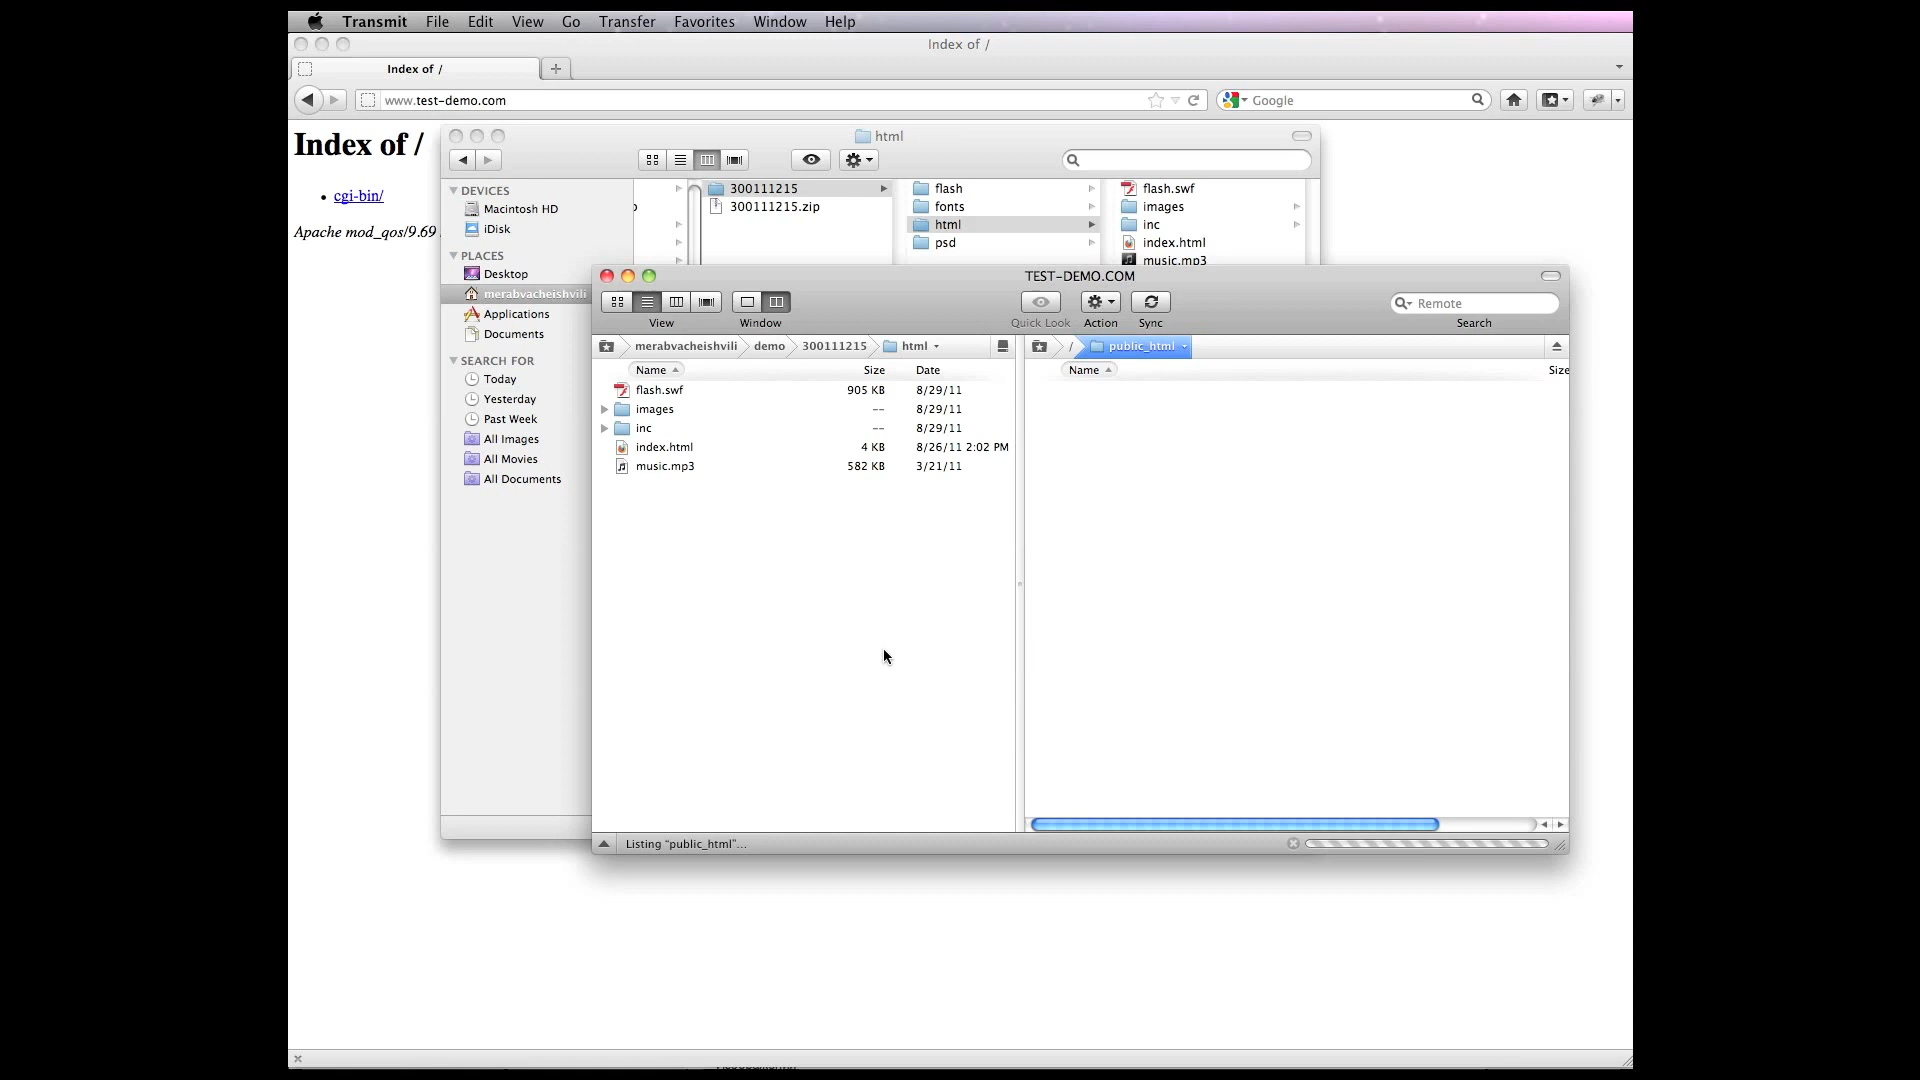 Transmit File Edit View Go Transfer Favorites Window Help
Index of /
Index of /
www.test-demo.com
Google
Index of /
cgi-bin/
Apache mod_qos/9.69
html
DEVICES
Macintosh HD
iDisk
PLACES
Desktop
merabvacheishvili
Applications
Documents
SEARCH FOR
Today
Yesterday
Past Week
All Images
All Movies
All Documents
300111215
300111215.zip
flash
fonts
html
psd
flash.swf
images
inc
index.html
music.mp3
TEST-DEMO.COM
View
Window
Quick Look
Action
Sync
Remote
Search
merabvacheishvili demo 300111215 html
/ public_html
Name Size Date
flash.swf 905 KB 8/29/11
images -- 8/29/11
inc -- 8/29/11
index.html 4 KB 8/26/11 2:02 PM
music.mp3 582 KB 3/21/11
Name Size
Listing “public_html”...